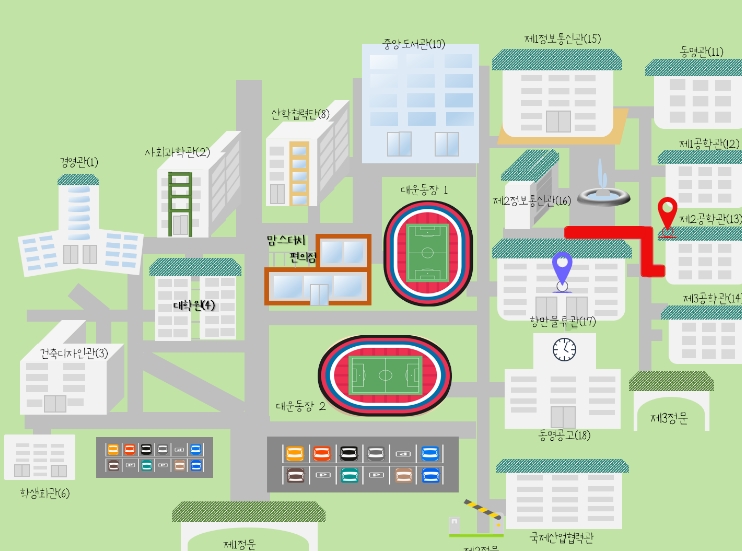 중앙도서관(10)
제1정보통신관(15)
동명관(11)
산학협력단(8)
제1공학관(12)
사회과학관(2)
경영관(1)
대운동장 1
제2정보통신관(16)
제2공학관(13)
맘스터치
편의점
대학원(4)
제3공학관(14)
항만물류관(17)
건축디자인관(3)
대운동장 2
제3정문
동명공고(18)
학생회관(6)
제1정문
국제산업협력관
제2정문